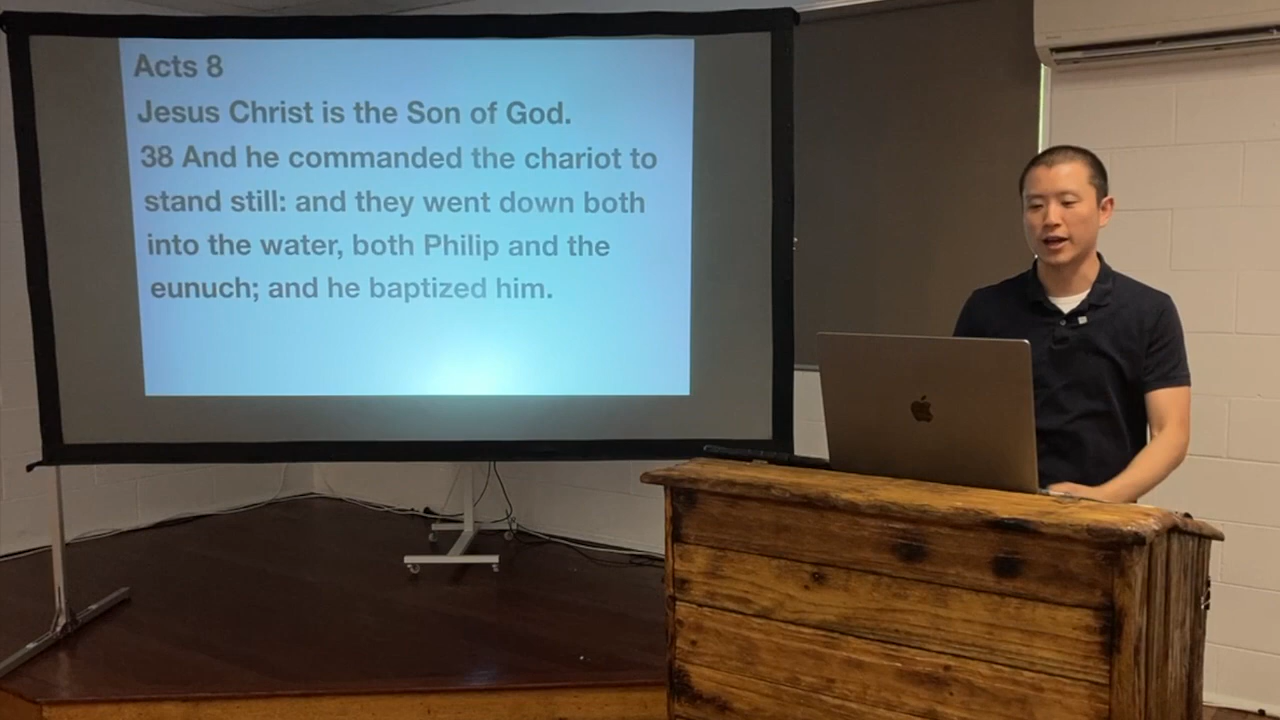 Acts 8
Jesus Christ is the Son of God.
38 And he commanded the chariot to
stand still: and they went down both
into the water, both Philip and the
eunuch; and he baptized him.